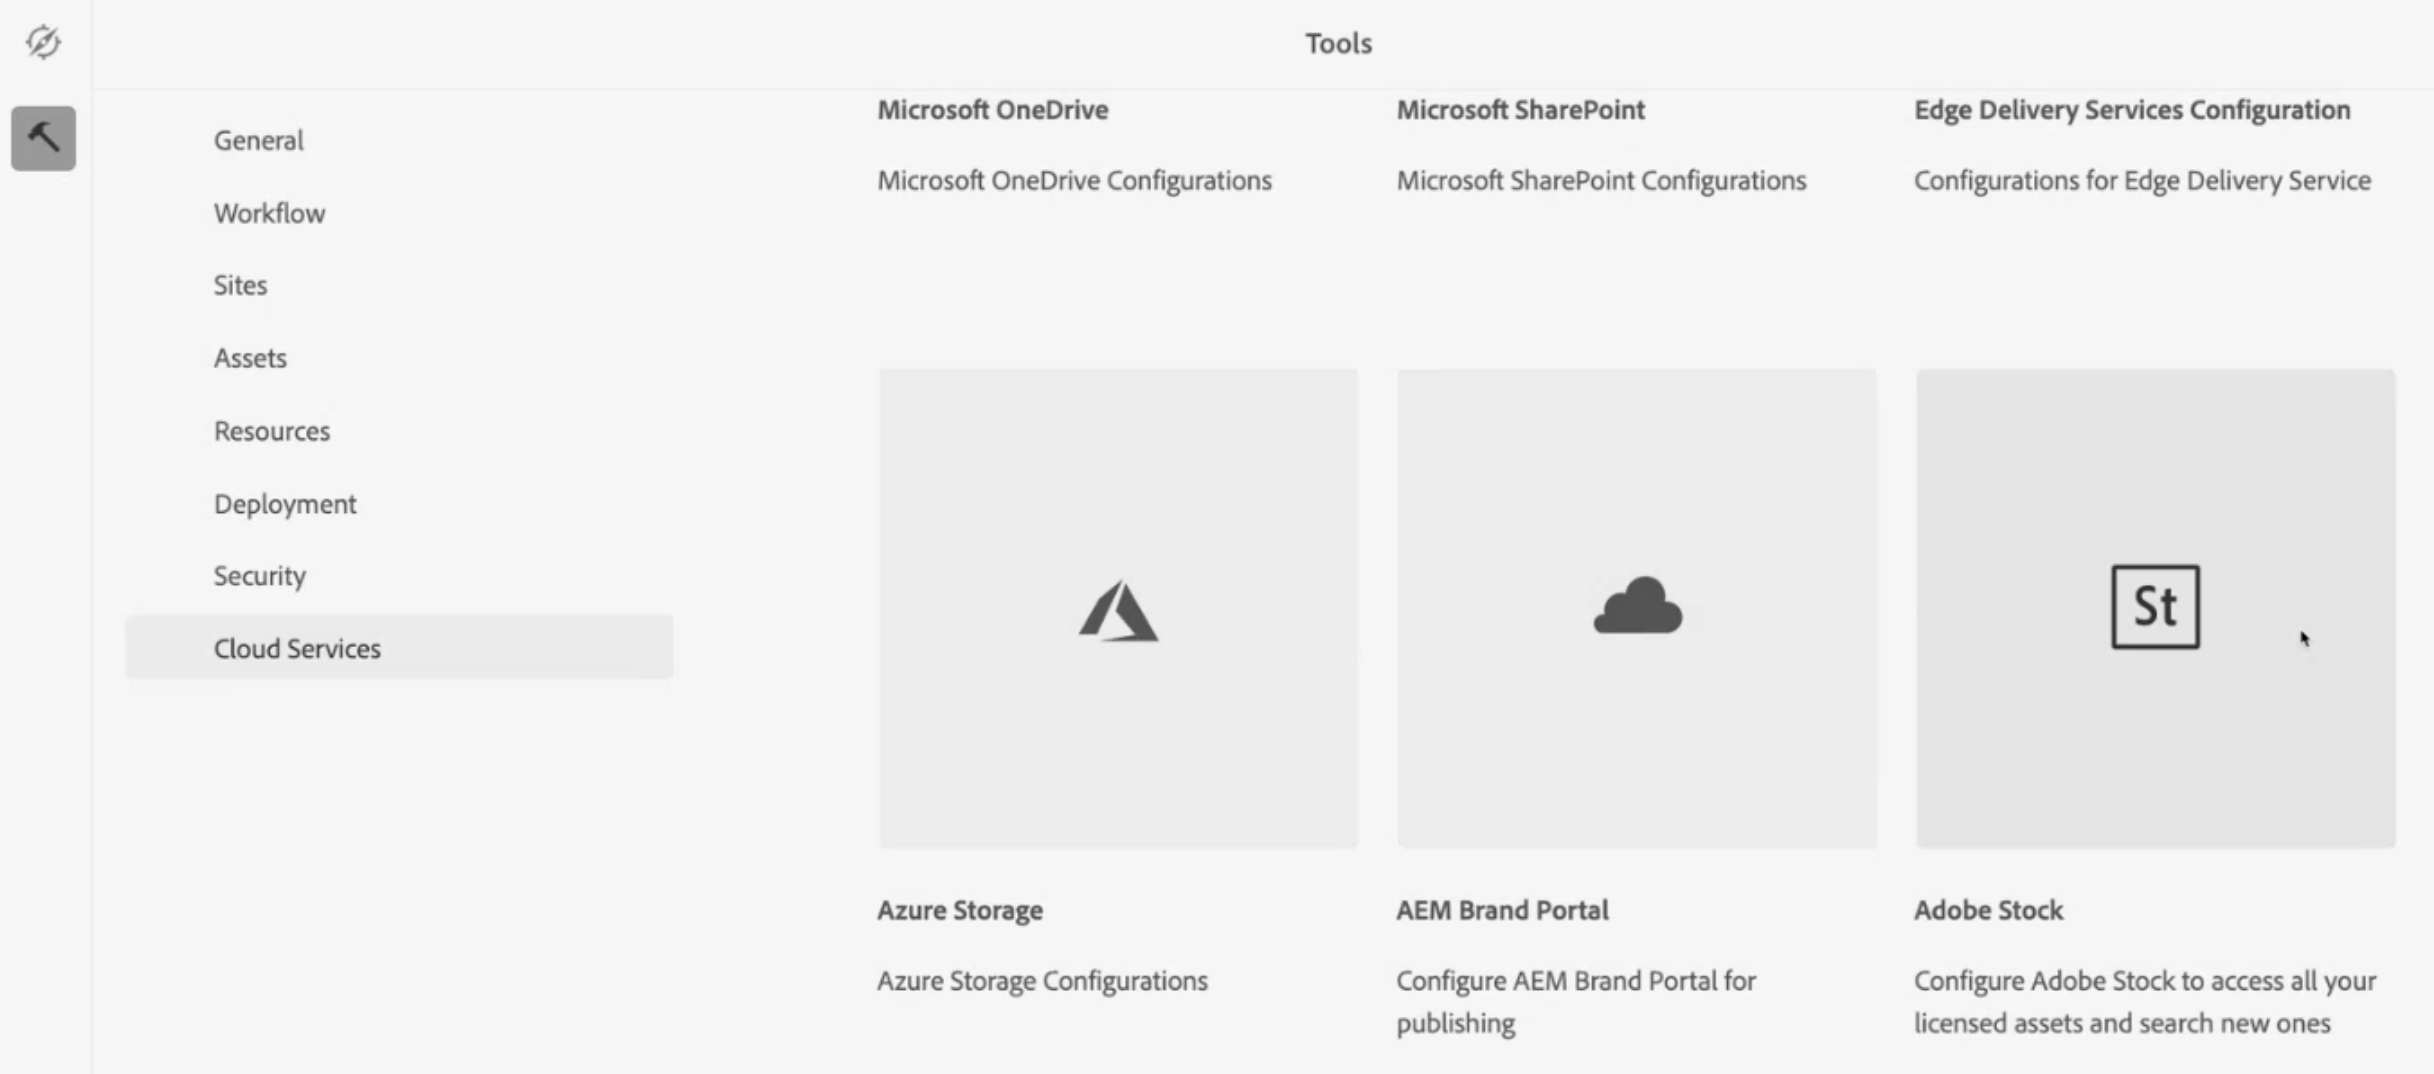 Tools
General
Workflow
Sites
Assets
Resources
Deployment
Security
Cloud Services
Microsoft OneDrive
Microsoft OneDrive Configurations
Microsoft SharePoint
Microsoft SharePoint Configurations
Edge Delivery Services Configuration
Configurations for Edge Delivery Service
Azure Storage
Azure Storage Configurations
AEM Brand Portal
Configure AEM Brand Portal for
publishing
St
Adobe Stock
Configure Adobe Stock to access all your
licensed assets and search new ones